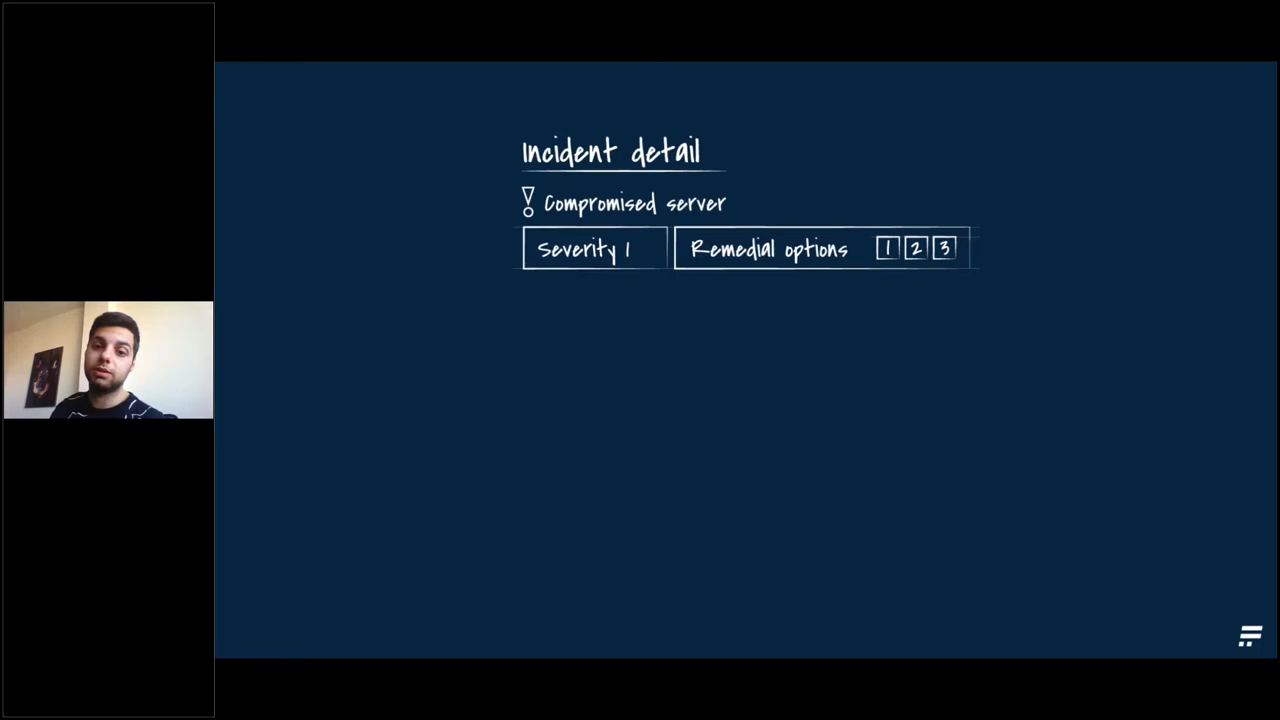 Incident detail
Compromised server
Severity 1
Remedial options 1 2 3